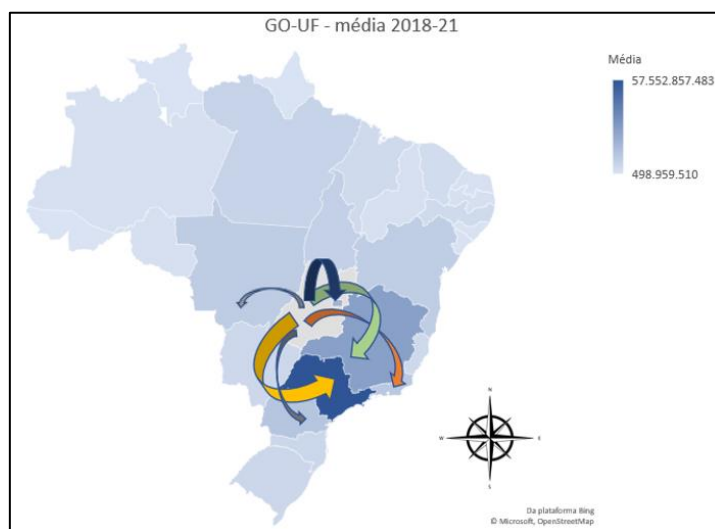 GO-UF - média 2018-21
Média
57.552.857.483
498.959.510
N
W
E
S
Da plataforma Bing
© Microsoft, OpenStreetMap